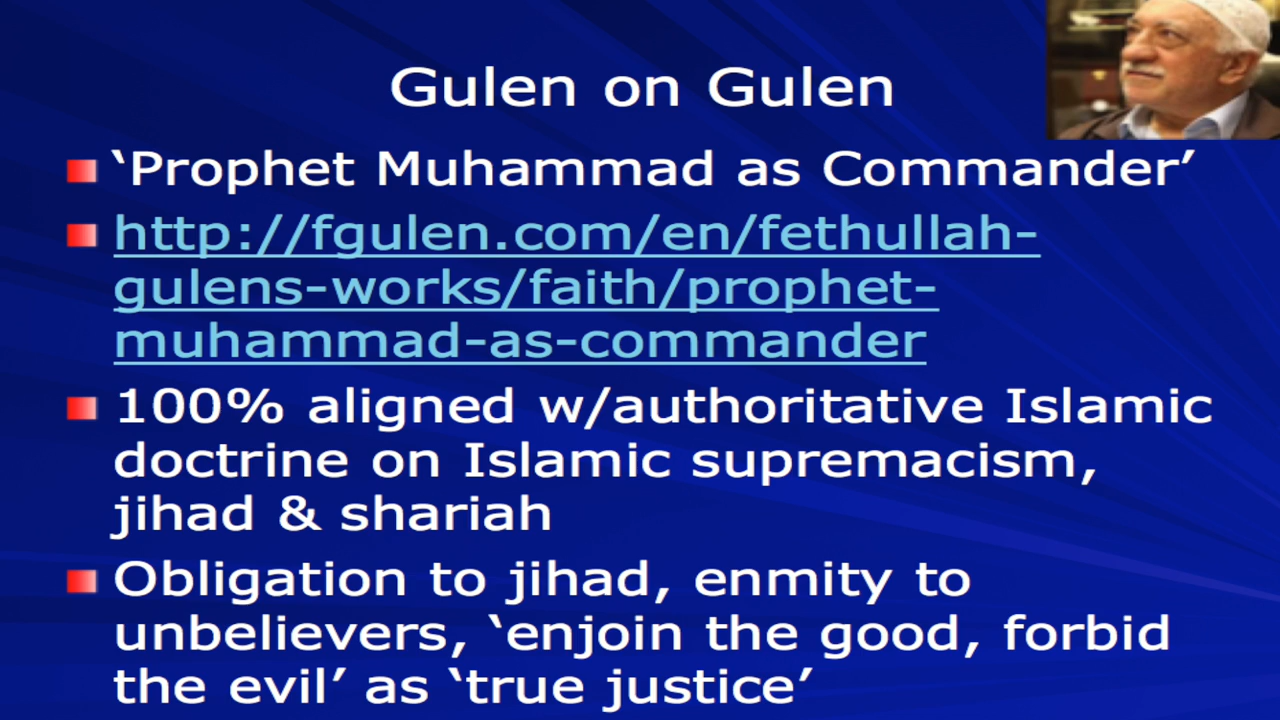 Gulen on Gulen
‘Prophet Muhammad as Commander’
http://fgulen.com/en/fethullah-
gulens-works/faith/prophet-
muhammad-as-commander
100% aligned w/authoritative Islamic
doctrine on Islamic supremacism,
jihad & shariah
Obligation to jihad, enmity to
unbelievers, ‘enjoin the good, forbid
the evil’ as ‘true justice’